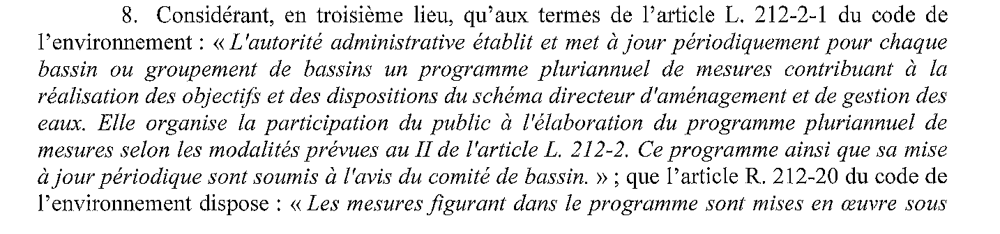 8. Considérant, en troisième lieu, qu’aux termes de l’article L. 212-2-1 du code de
l’environnement : « L'autorité administrative établit et met à jour périodiquement pour chaque
bassin ou groupement de bassins un programme pluriannuel de mesures contribuant à la
réalisation des objectifs et des dispositions du schéma directeur d'aménagement et de gestion des
eaux. Elle organise la participation du public à l'élaboration du programme pluriannuel de
mesures selon les modalités prévues au II de l'article L. 212-2. Ce programme ainsi que sa mise
à jour périodique sont soumis à l'avis du comité de bassin. » ; que l’article R. 212-20 du code de
l’environnement dispose : « Les mesures figurant dans le programme sont mises en œuvre sous